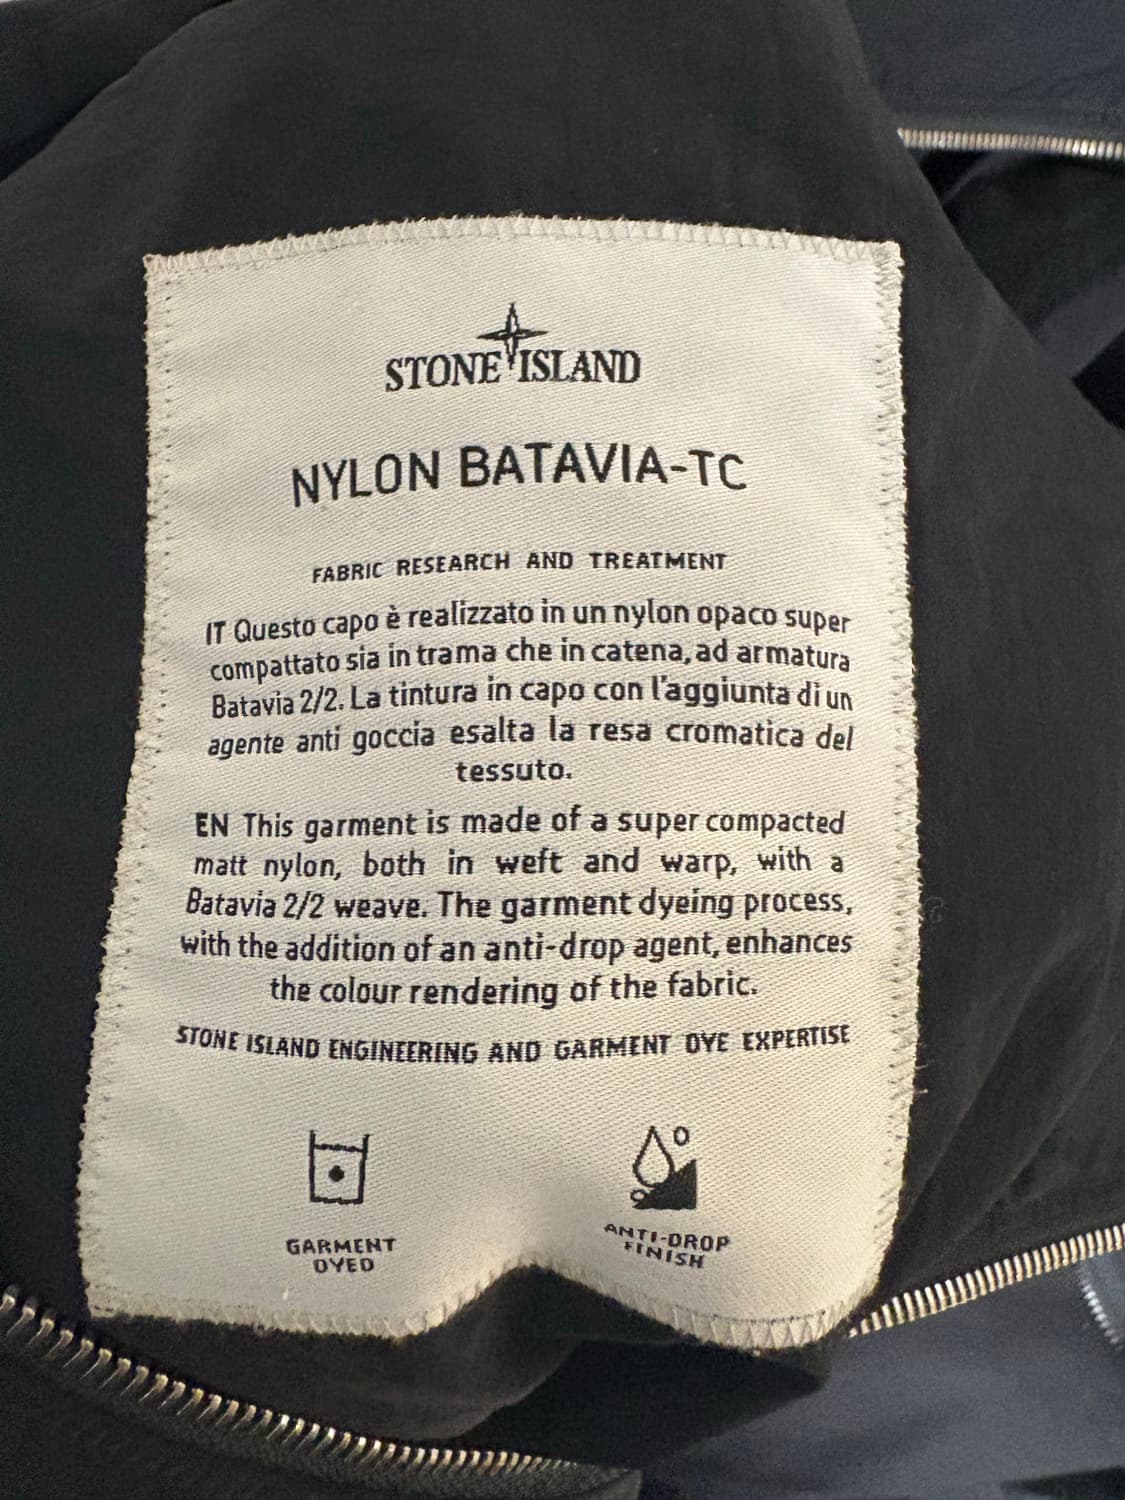 STONE ISLAND
NYLON BATAVIA-TC
FABRIC RESEARCH AND TREATMENT
IT Questo capo è realizzato in un nylon opaco super
compattato sia in trama che in catena, ad armatura
Batavia 2/2. La tintura in capo con l'aggiunta di un
agente anti goccia esalta la resa cromatica del
tessuto.
EN This garment is made of a super compacted
matt nylon, both in weft and warp, with a
Batavia 2/2 weave. The garment dyeing process,
with the addition of an anti-drop agent, enhances
the colour rendering of the fabric.
STONE ISLAND ENGINEERING AND GARMENT DYE EXPERTISE
GARMENT
DYED
ANTI-DROP
FINISH